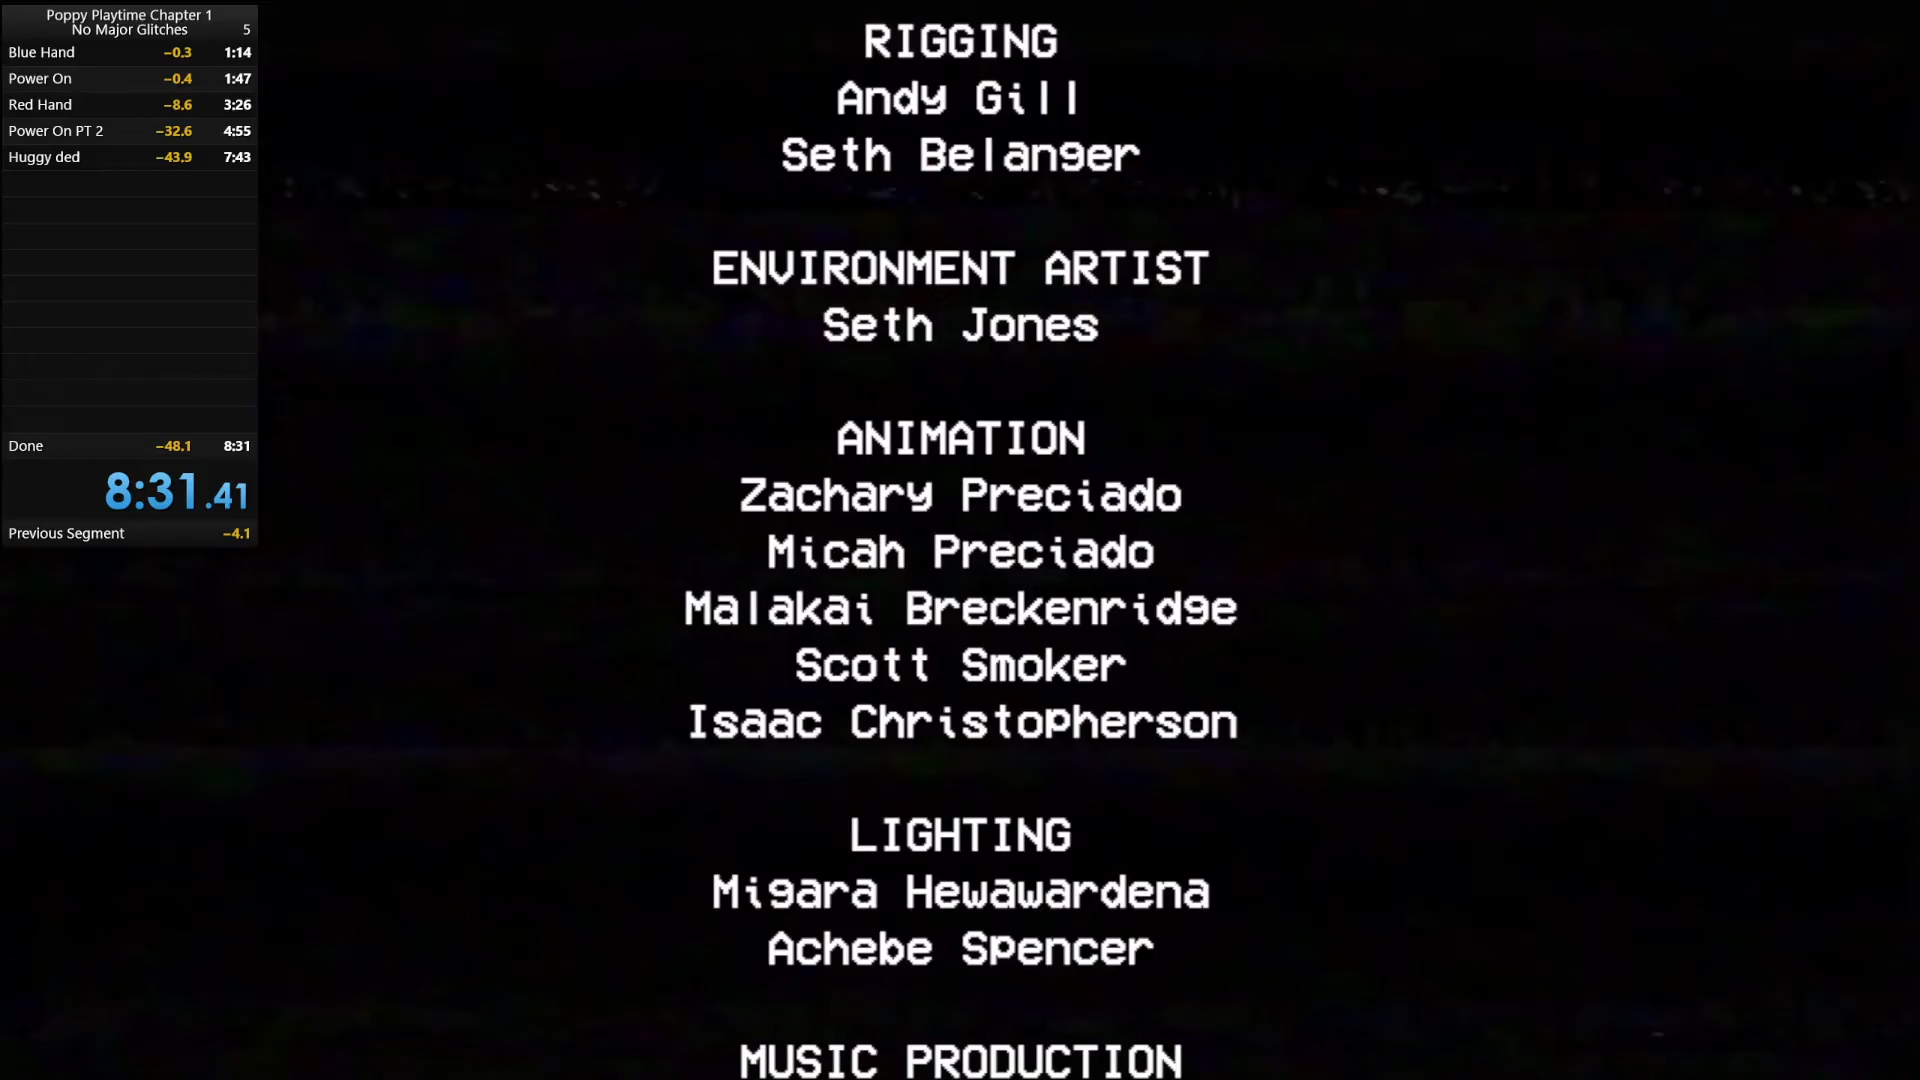 Poppy Playtime Chapter 1
No Major Glitches 5
Blue Hand −0.3 1:14
Power On −0.4 1:47
Red Hand −8.6 3:26
Power On PT 2 −32.6 4:55
Huggy ded −43.9 7:43
Done −48.1 8:31
8:31.41
Previous Segment −4.1
RIGGING
Andy Gill
Seth Belanger
ENVIRONMENT ARTIST
Seth Jones
ANIMATION
Zachary Preciado
Micah Preciado
Malakai Breckenridge
Scott Smoker
Isaac Christopherson
LIGHTING
Migara Hewawardena
Achebe Spencer
MUSIC PRODUCTION